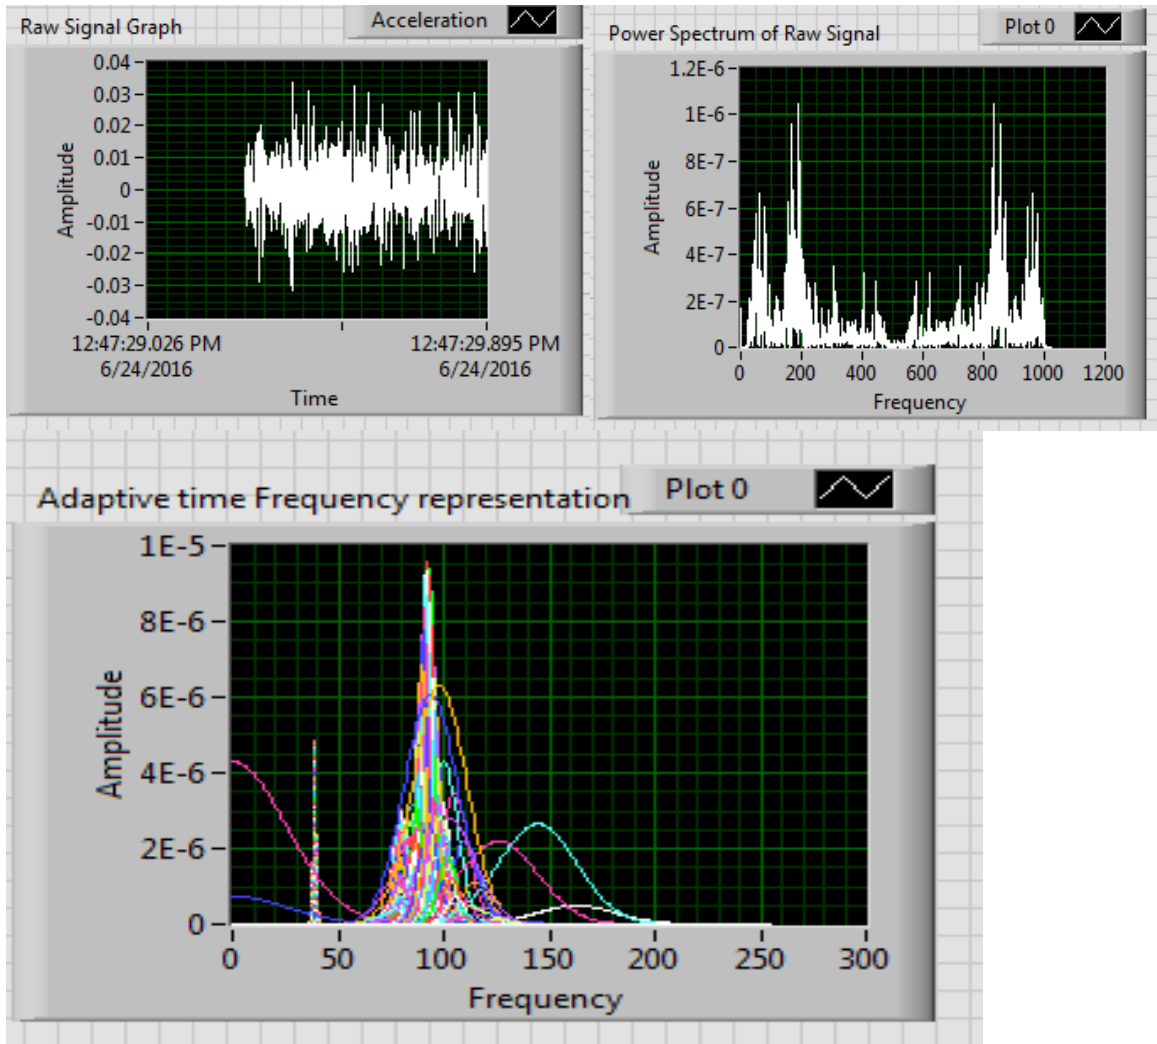 Raw Signal Graph
Acceleration
Amplitude
0.04
0.03
0.02
0.01
0
-0.01
-0.02
-0.03
-0.04
12:47:29.026 PM
6/24/2016
12:47:29.895 PM
6/24/2016
Time
Power Spectrum of Raw Signal
Plot 0
Amplitude
1.2E-6
1E-6
8E-7
6E-7
4E-7
2E-7
0
0 200 400 600 800 1000 1200
Frequency
Adaptive time Frequency representation
Plot 0
Amplitude
1E-5
8E-6
6E-6
4E-6
2E-6
0
0 50 100 150 200 250 300
Frequency